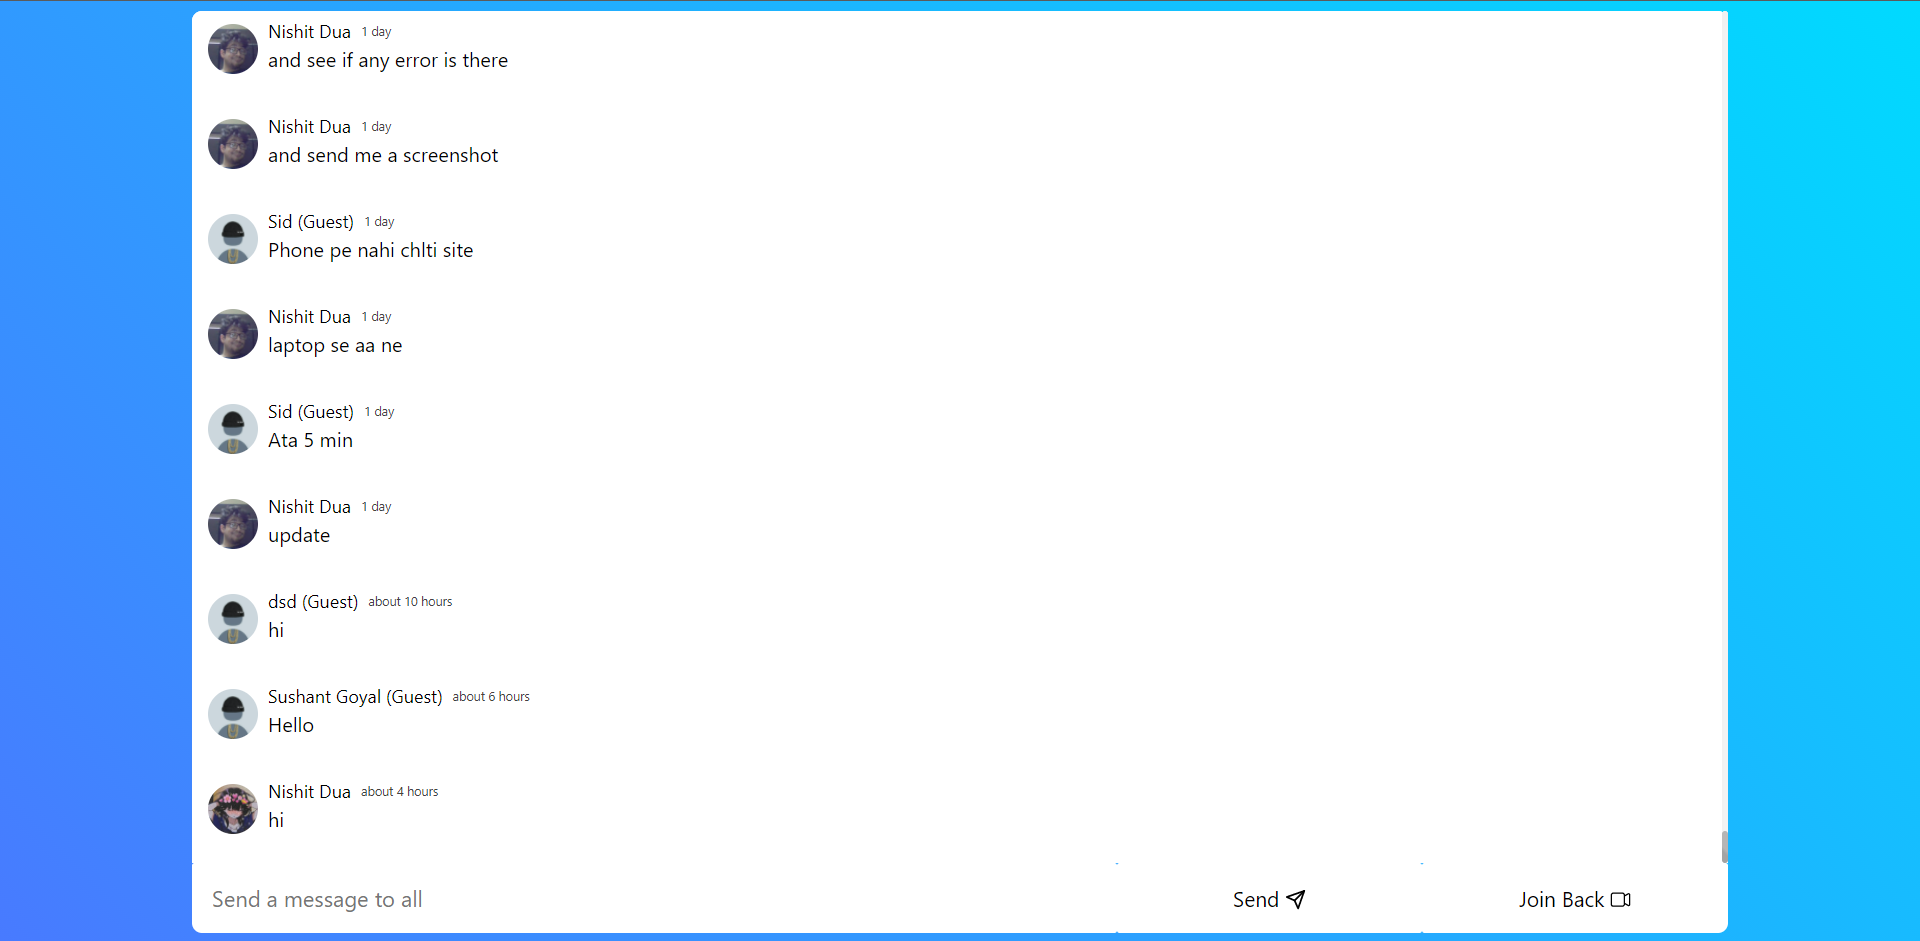 Nishit Dua 1 day
and see if any error is there
Nishit Dua 1 day
and send me a screenshot
Sid (Guest) 1 day
Phone pe nahi chlti site
Nishit Dua 1 day
laptop se aa ne
Sid (Guest) 1 day
Ata 5 min
Nishit Dua 1 day
update
dsd (Guest) about 10 hours
hi
Sushant Goyal (Guest) about 6 hours
Hello
Nishit Dua about 4 hours
hi
Send a message to all Send Join Back